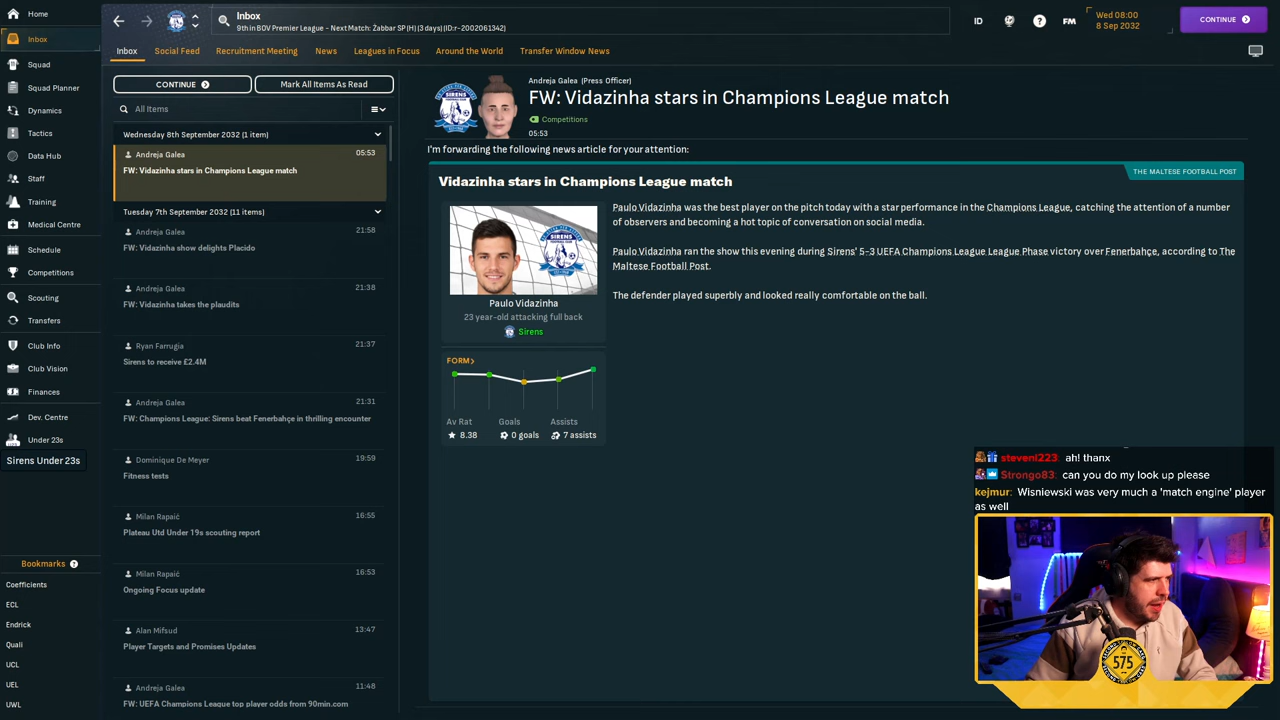 Home
Inbox
Squad
Squad Planner
Dynamics
Tactics
Data Hub
Staff
Training
Medical Centre
Schedule
Competitions
Scouting
Transfers
Club Info
Club Vision
Finances
Dev. Centre
Under 23s
Sirens Under 23s
Bookmarks ?
Coefficients
ECL
Endrick
Quali
UCL
UEL
UWL
Inbox
9th in BOV Premier League - Next Match: Żabbar SP (H) (3 days) (ID:r-2002061342)
ID
?
FM
Wed 08:00
8 Sep 2032
CONTINUE
Inbox
Social Feed
Recruitment Meeting
News
Leagues in Focus
Around the World
Transfer Window News
CONTINUE
Mark All Items As Read
All Items
Wednesday 8th September 2032 (1 item)
Andreja Galea 05:53
FW: Vidazinha stars in Champions League match
Tuesday 7th September 2032 (11 items)
Andreja Galea 21:58
FW: Vidazinha show delights Placido
Andreja Galea 21:38
FW: Vidazinha takes the plaudits
Ryan Farrugia 21:37
Sirens to receive £2.4M
Andreja Galea 21:31
FW: Champions League: Sirens beat Fenerbahçe in thrilling encounter
Dominique De Meyer 19:59
Fitness tests
Milan Rapaić 16:55
Plateau Utd Under 19s scouting report
Milan Rapaić 16:53
Ongoing Focus update
Alan Mifsud 13:47
Player Targets and Promises Updates
Andreja Galea 11:48
FW: UEFA Champions League top player odds from 90min.com
Andreja Galea (Press Officer)
FW: Vidazinha stars in Champions League match
Competitions
05:53
I'm forwarding the following news article for your attention:
THE MALTESE FOOTBALL POST
Vidazinha stars in Champions League match
SIRENS
Paulo Vidazinha
23 year-old attacking full back
Sirens
FORM
Av Rat Goals Assists
8.38 0 goals 7 assists
Paulo Vidazinha was the best player on the pitch today with a star performance in the Champions League, catching the attention of a number
of observers and becoming a hot topic of conversation on social media.
Paulo Vidazinha ran the show this evening during Sirens' 5-3 UEFA Champions League League Phase victory over Fenerbahçe, according to The
Maltese Football Post.
The defender played superbly and looked really comfortable on the ball.
stevenl223: ah! thanx
Strongo83: can you do my look up please
kejmur: Wisniewski was very much a 'match engine' player
as well
575